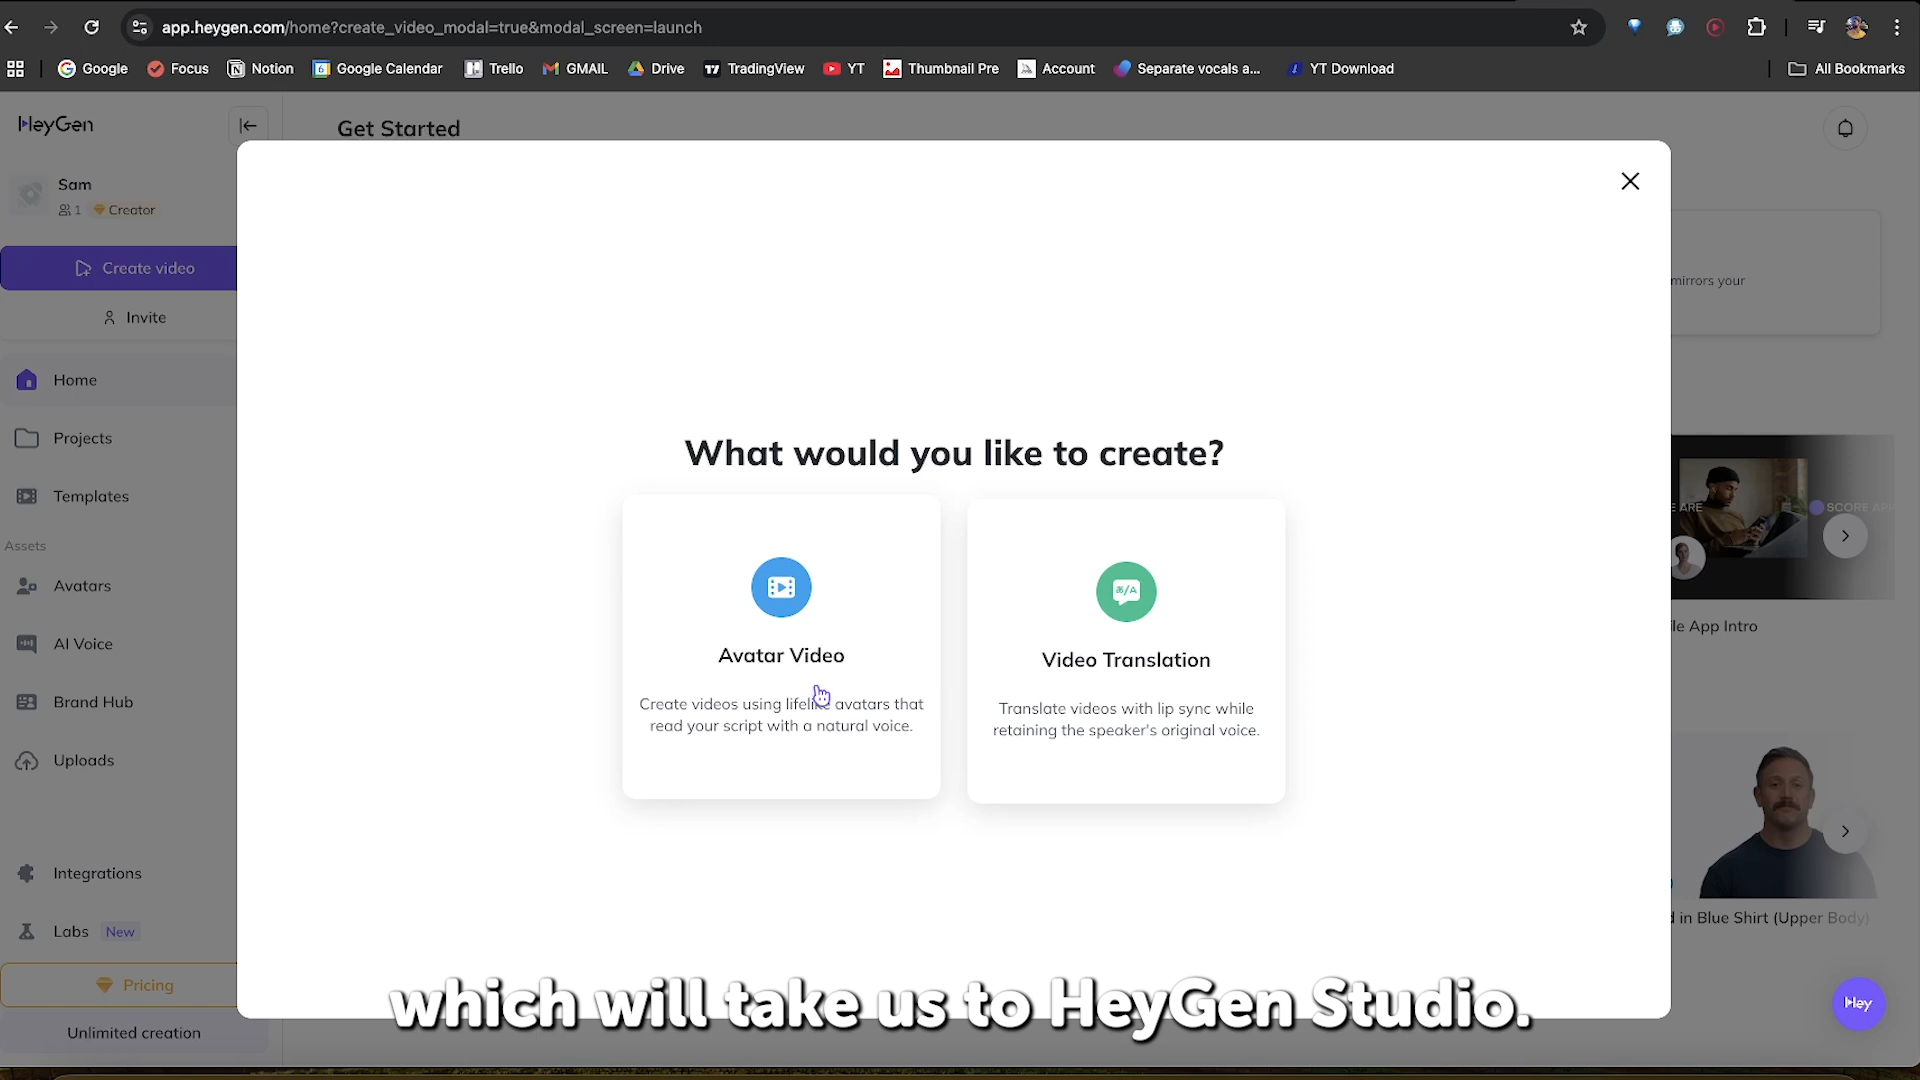 app.heygen.com/home?create_video_modal=true&modal_screen=launch
Google
Focus
Notion
6
Google Calendar
Trello
GMAIL
Drive
TradingView
YT
Thumbnail Pre
Account
Separate vocals a...
YT Download
All Bookmarks
HeyGen
Get Started
Sam
1
Creator
Create video
Invite
mirrors your
Home
Projects
Templates
Assets
Avatars
AI Voice
Brand Hub
Uploads
Integrations
Labs New
Pricing
Unlimited creation
What would you like to create?
Avatar Video
Create videos using lifelike avatars that
read your script with a natural voice.
Video Translation
Translate videos with lip sync while
retaining the speaker's original voice.
E ARE
SCORE AP
le App Intro
d in Blue Shirt (Upper Body)
Hey
which will take us to HeyGen Studio.